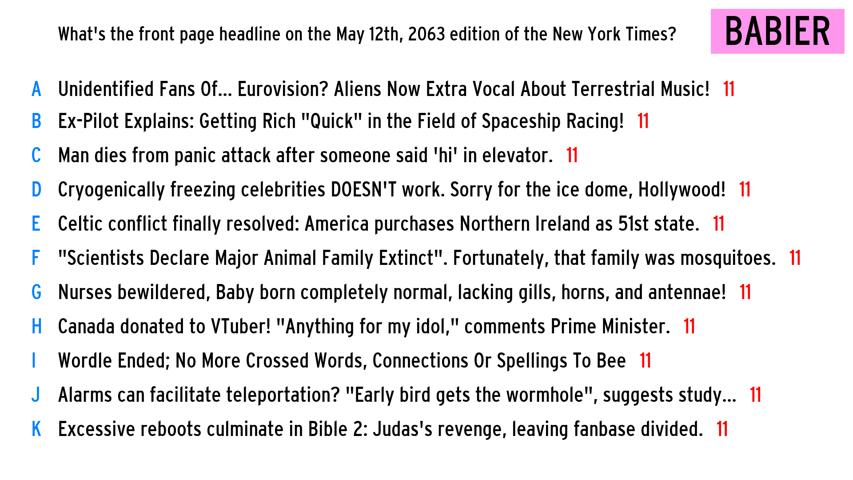 What's the front page headline on the May 12th, 2063 edition of the New York Times?
BABIER
A Unidentified Fans Of... Eurovision? Aliens Now Extra Vocal About Terrestrial Music! 11
B Ex-Pilot Explains: Getting Rich "Quick" in the Field of Spaceship Racing! 11
C Man dies from panic attack after someone said 'hi' in elevator. 11
D Cryogenically freezing celebrities DOESN'T work. Sorry for the ice dome, Hollywood! 11
E Celtic conflict finally resolved: America purchases Northern Ireland as 51st state. 11
F "Scientists Declare Major Animal Family Extinct". Fortunately, that family was mosquitoes. 11
G Nurses bewildered, Baby born completely normal, lacking gills, horns, and antennae! 11
H Canada donated to VTuber! "Anything for my idol," comments Prime Minister. 11
I Wordle Ended; No More Crossed Words, Connections Or Spellings To Bee 11
J Alarms can facilitate teleportation? "Early bird gets the wormhole", suggests study... 11
K Excessive reboots culminate in Bible 2: Judas's revenge, leaving fanbase divided. 11